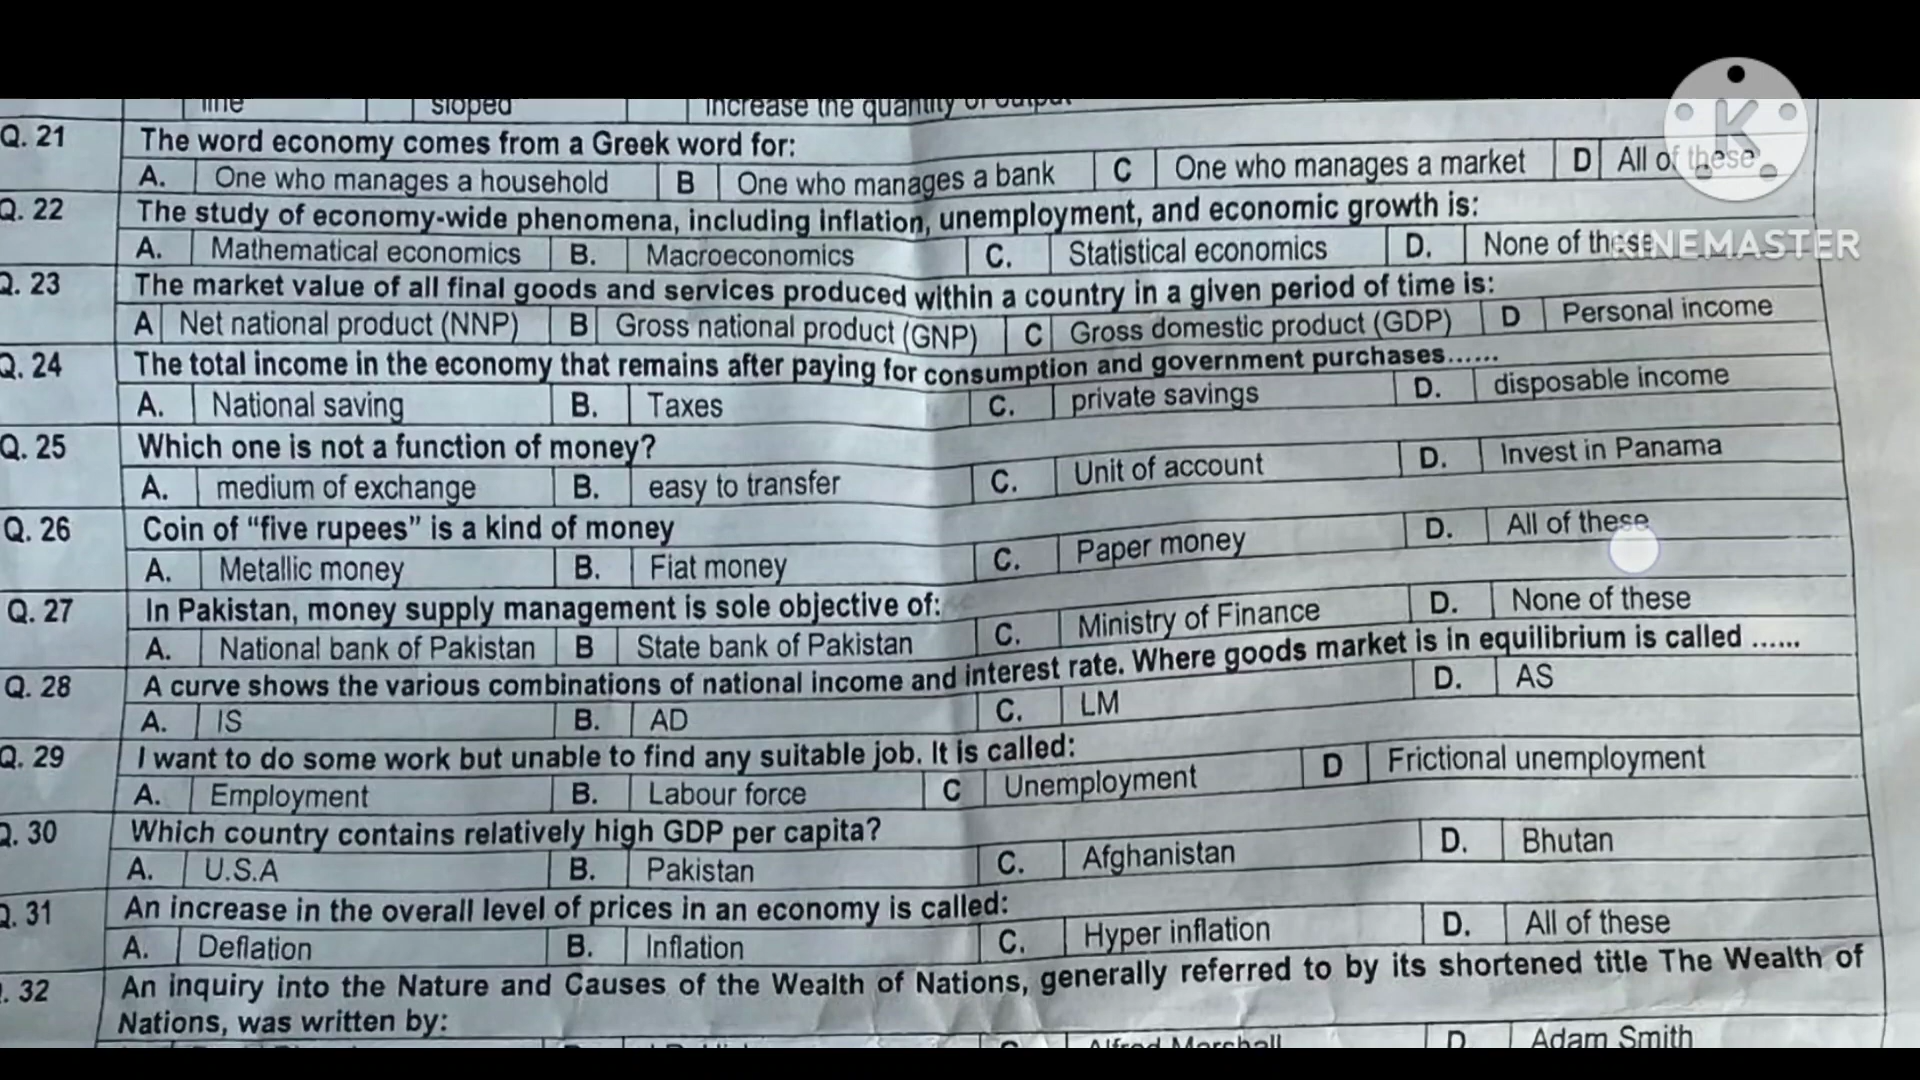 line sloped increase the quantity of output
Q. 21 The word economy comes from a Greek word for:
A. One who manages a household B One who manages a bank C One who manages a market D All of these
Q. 22 The study of economy-wide phenomena, including inflation, unemployment, and economic growth is:
A. Mathematical economics B. Macroeconomics C. Statistical economics D. None of these
KINEMASTER
Q. 23 The market value of all final goods and services produced within a country in a given period of time is:
A Net national product (NNP) B Gross national product (GNP) C Gross domestic product (GDP) D Personal income
Q. 24 The total income in the economy that remains after paying for consumption and government purchases......
A. National saving B. Taxes C. private savings D. disposable income
Q. 25 Which one is not a function of money?
A. medium of exchange B. easy to transfer C. Unit of account D. Invest in Panama
Q. 26 Coin of “five rupees” is a kind of money
A. Metallic money B. Fiat money C. Paper money D. All of these
Q. 27 In Pakistan, money supply management is sole objective of:
A. National bank of Pakistan B State bank of Pakistan C. Ministry of Finance D. None of these
Q. 28 A curve shows the various combinations of national income and interest rate. Where goods market is in equilibrium is called ......
A. IS B. AD C. LM D. AS
Q. 29 I want to do some work but unable to find any suitable job. It is called:
A. Employment B. Labour force C Unemployment D Frictional unemployment
Q. 30 Which country contains relatively high GDP per capita?
A. U.S.A B. Pakistan C. Afghanistan D. Bhutan
Q. 31 An increase in the overall level of prices in an economy is called:
A. Deflation B. Inflation C. Hyper inflation D. All of these
. 32 An inquiry into the Nature and Causes of the Wealth of Nations, generally referred to by its shortened title The Wealth of
Nations, was written by:
C Alfred Marshall D Adam Smith